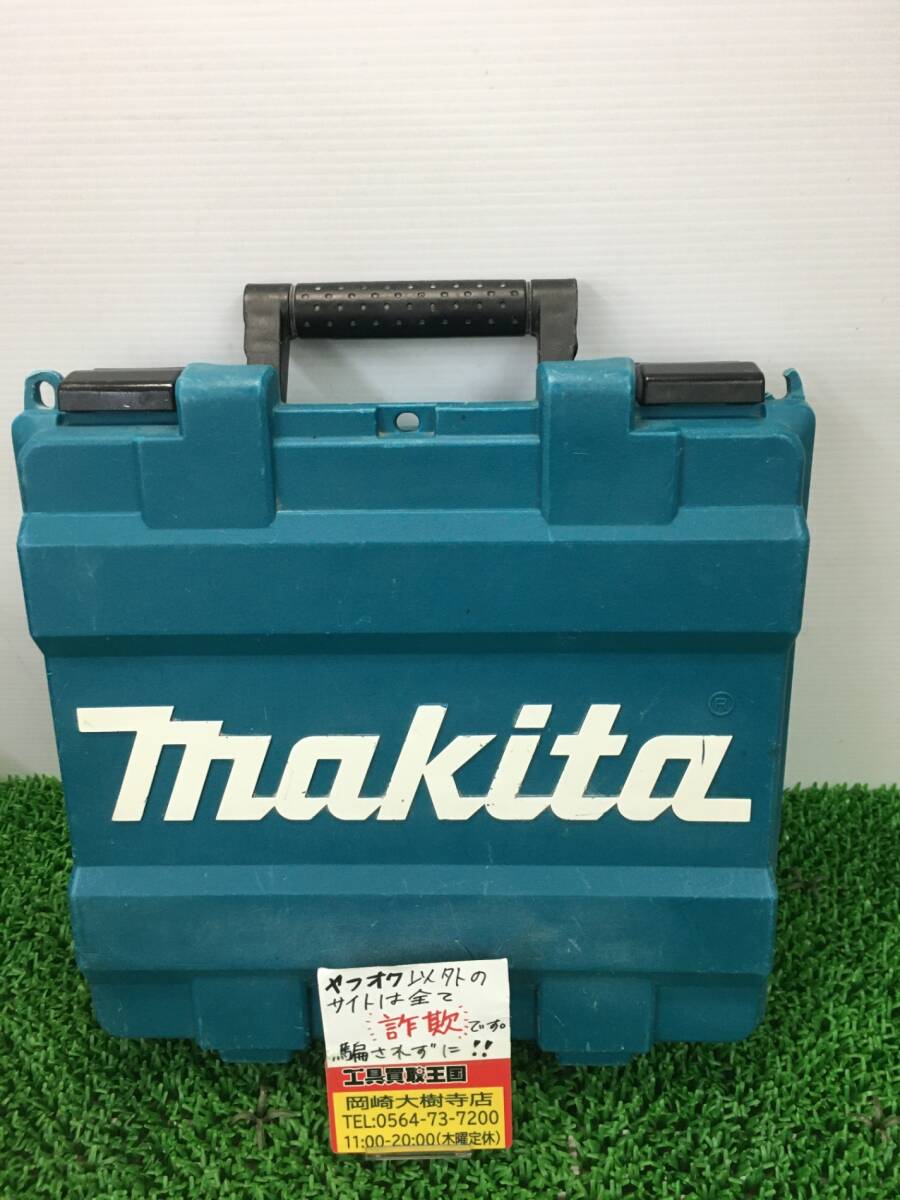 makita
®
ヤフオク以外の
サイトは全て
詐欺です。
騙されずに!!
工具買取王国
岡崎大樹寺店
TEL:0564-73-7200
11:00-20:00(木曜定休)